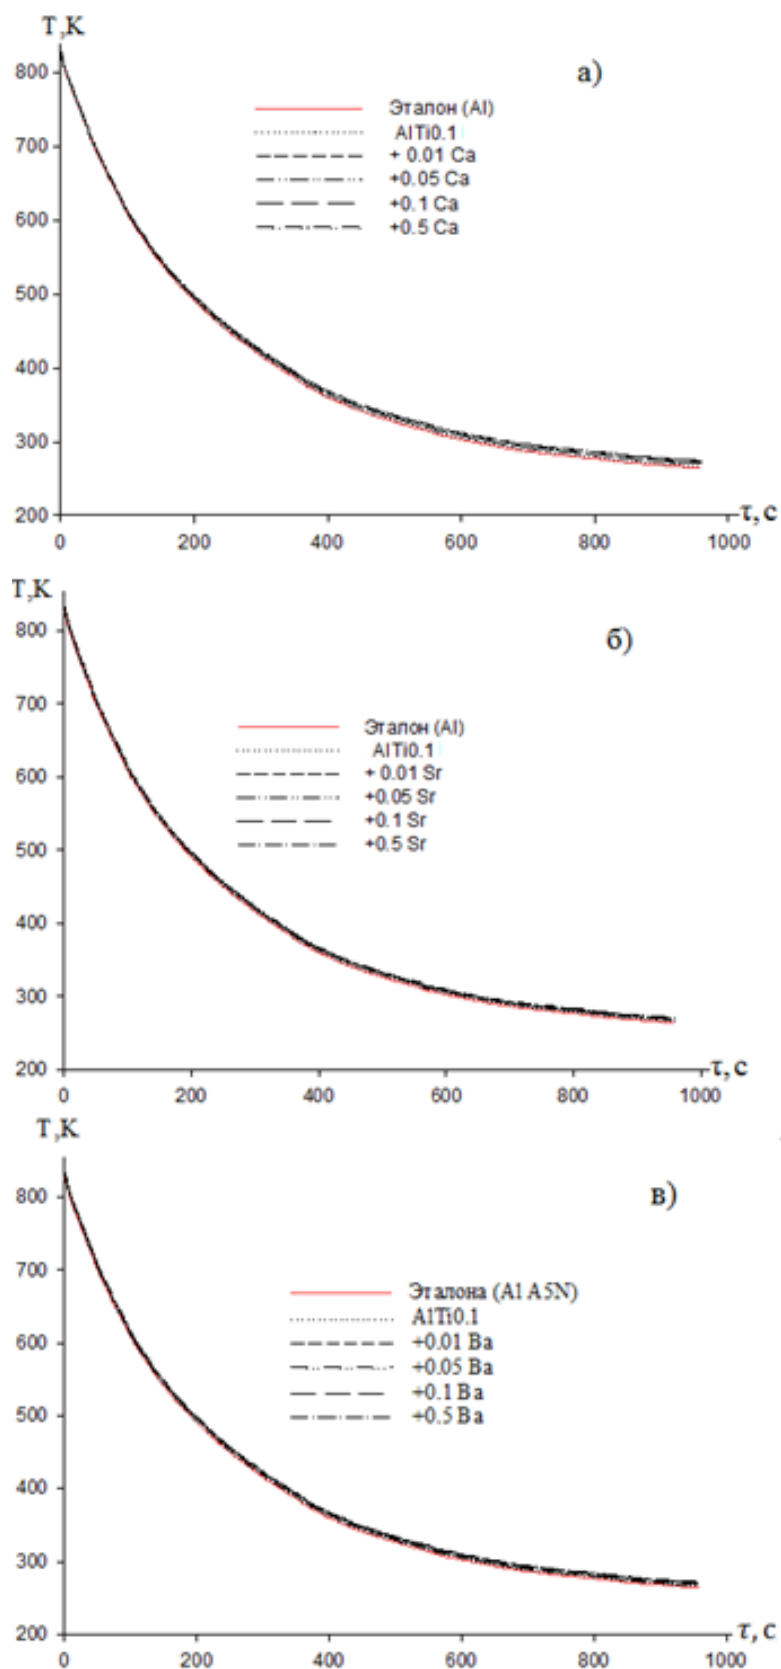 T,K
а)
800
Эталон (Al)
AlTi0.1
+ 0.01 Ca
+0.05 Ca
+0.1 Ca
+0.5 Ca
700
600
500
400
300
200
τ, с
0 200 400 600 800 1000
T,K
б)
800
700
Эталон (Al)
AlTi0.1
+ 0.01 Sr
+0.05 Sr
+0.1 Sr
+0.5 Sr
600
500
400
300
200
τ, с
0 200 400 600 800 1000
T,K
в)
800
700
Эталона (Al A5N)
AlTi0.1
+0.01 Ba
+0.05 Ba
+0.1 Ba
+0.5 Ba
600
500
400
300
200
τ, с
0 200 400 600 800 1000